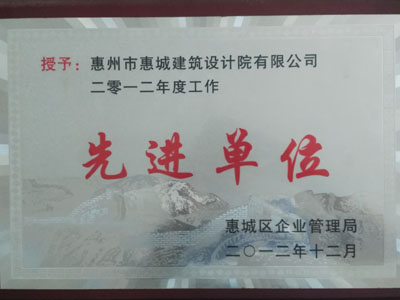 授予：惠州市惠城建筑设计院有限公司
二零一二年度工作
先进单位
惠城区企业管理局
二〇一二年十二月